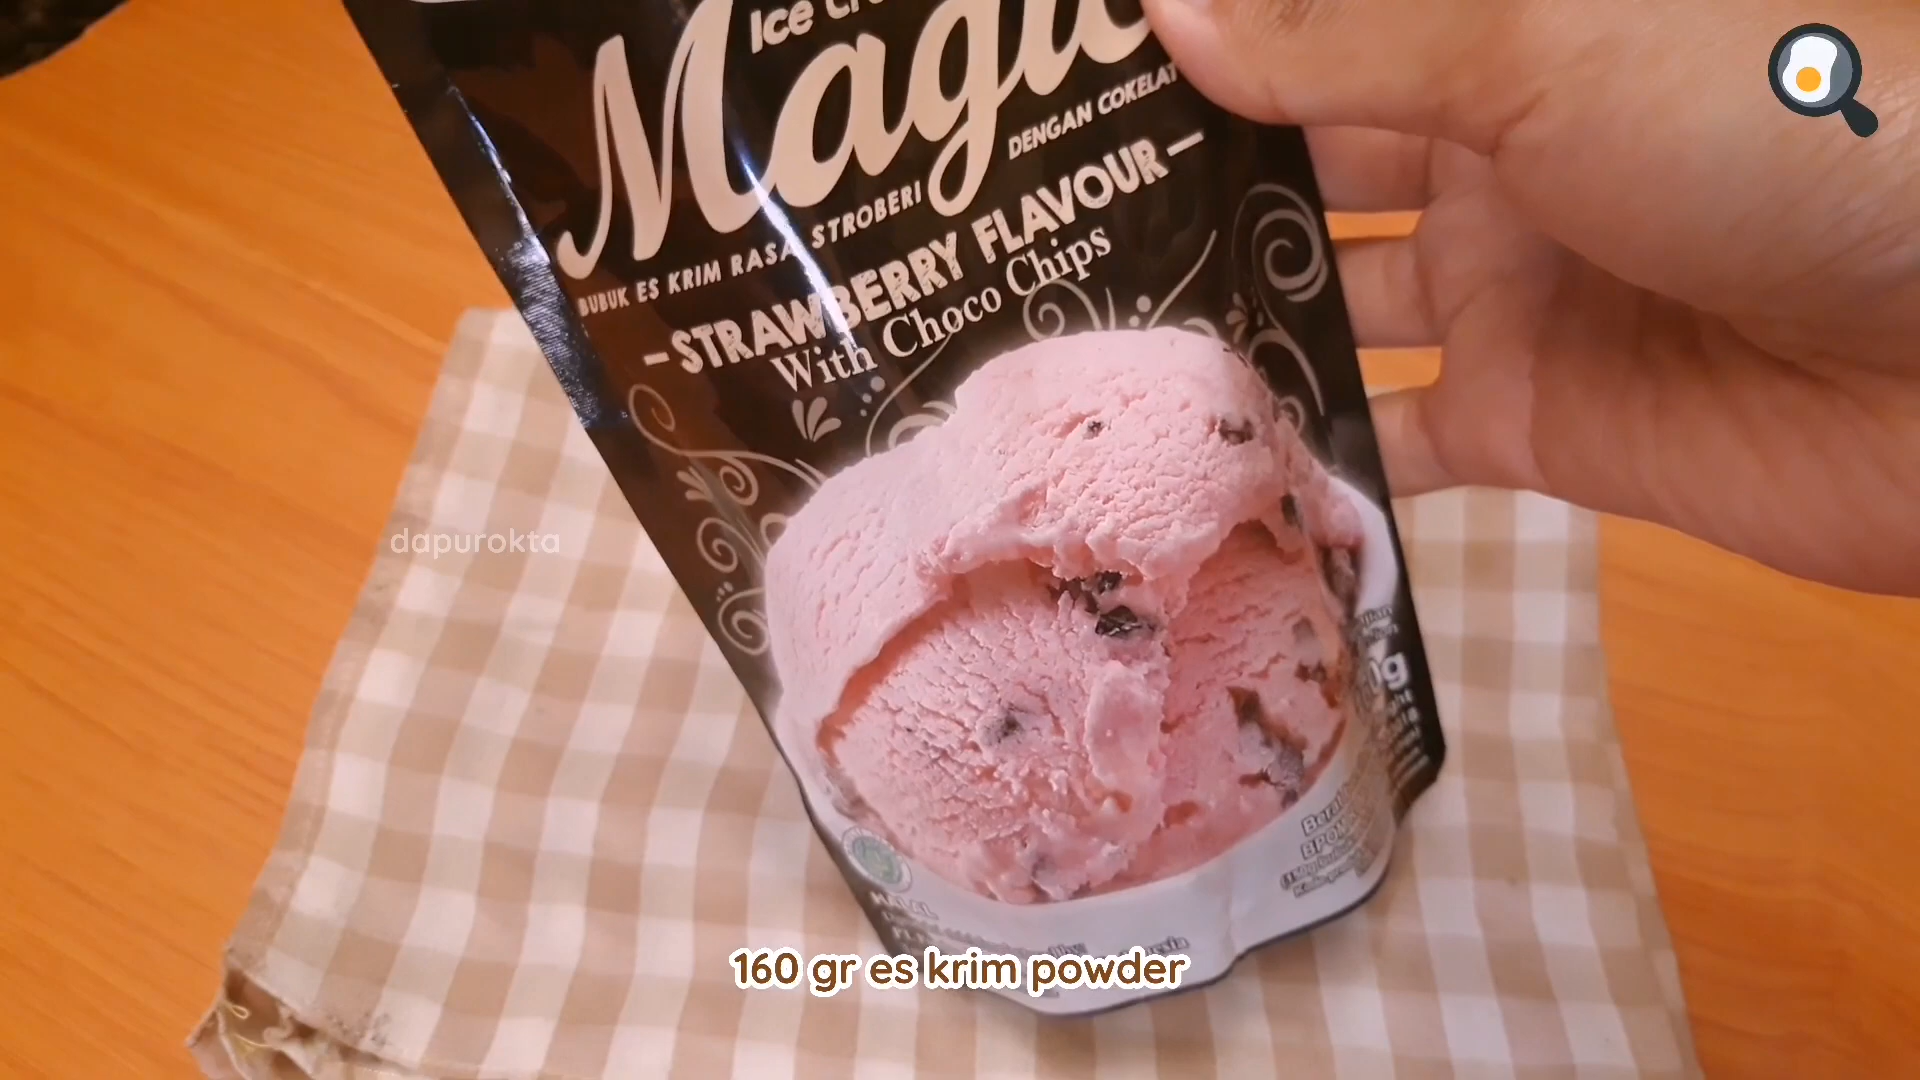 Ice
Magic
DENGAN COKELAT
BUBUK ES KRIM RASA STROBERI
–STRAWBERRY FLAVOUR–
With Choco Chips
dapurokta
HALAL
160 gr es krim powder